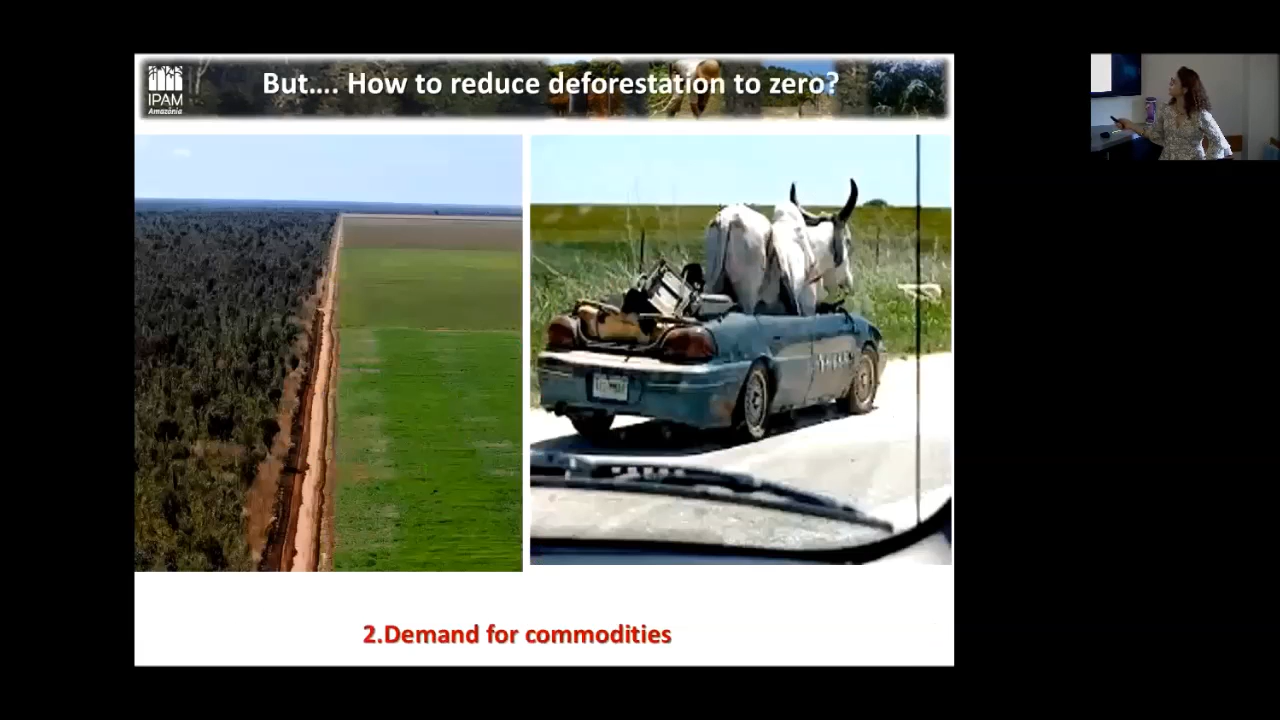 But.... How to reduce deforestation to zero?
IPAM
Amazônia
2.Demand for commodities